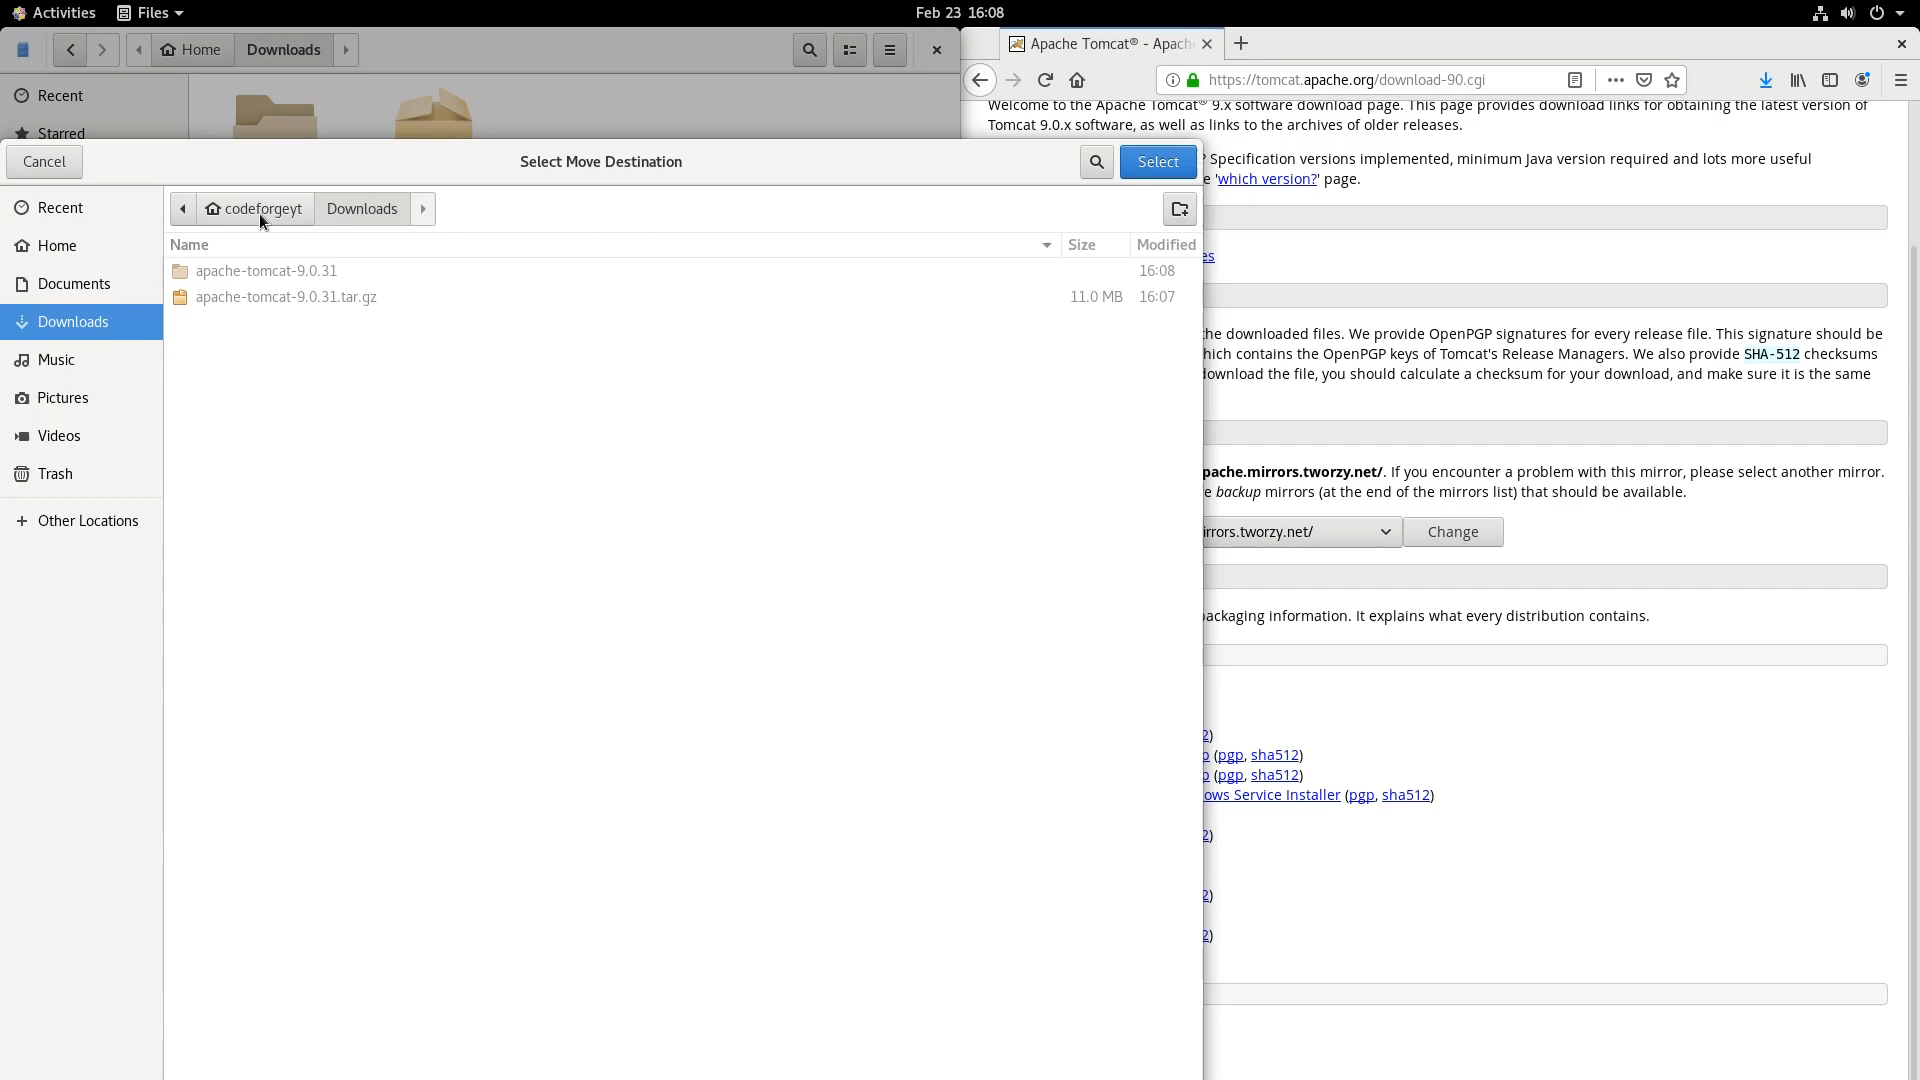 Activities Files Feb 23 16:08
Home Downloads
Recent
Starred
Apache Tomcat® - Apach
https://tomcat.apache.org/download-90.cgi
Welcome to the Apache Tomcat® 9.x software download page. This page provides download links for obtaining the latest version of
Tomcat 9.0.x software, as well as links to the archives of older releases.
Cancel Select Move Destination Select
Specification versions implemented, minimum Java version required and lots more useful
'which version?' page.
Recent
Home
Documents
Downloads
Music
Pictures
Videos
Trash
Other Locations
codeforgeyt Downloads
Name Size Modified
apache-tomcat-9.0.31 16:08
apache-tomcat-9.0.31.tar.gz 11.0 MB 16:07
es
the downloaded files. We provide OpenPGP signatures for every release file. This signature should be
hich contains the OpenPGP keys of Tomcat's Release Managers. We also provide SHA-512 checksums
download the file, you should calculate a checksum for your download, and make sure it is the same
pache.mirrors.tworzy.net/. If you encounter a problem with this mirror, please select another mirror.
e backup mirrors (at the end of the mirrors list) that should be available.
irrors.tworzy.net/ Change
packaging information. It explains what every distribution contains.
2)
p (pgp, sha512)
p (pgp, sha512)
ows Service Installer (pgp, sha512)
2)
2)
2)